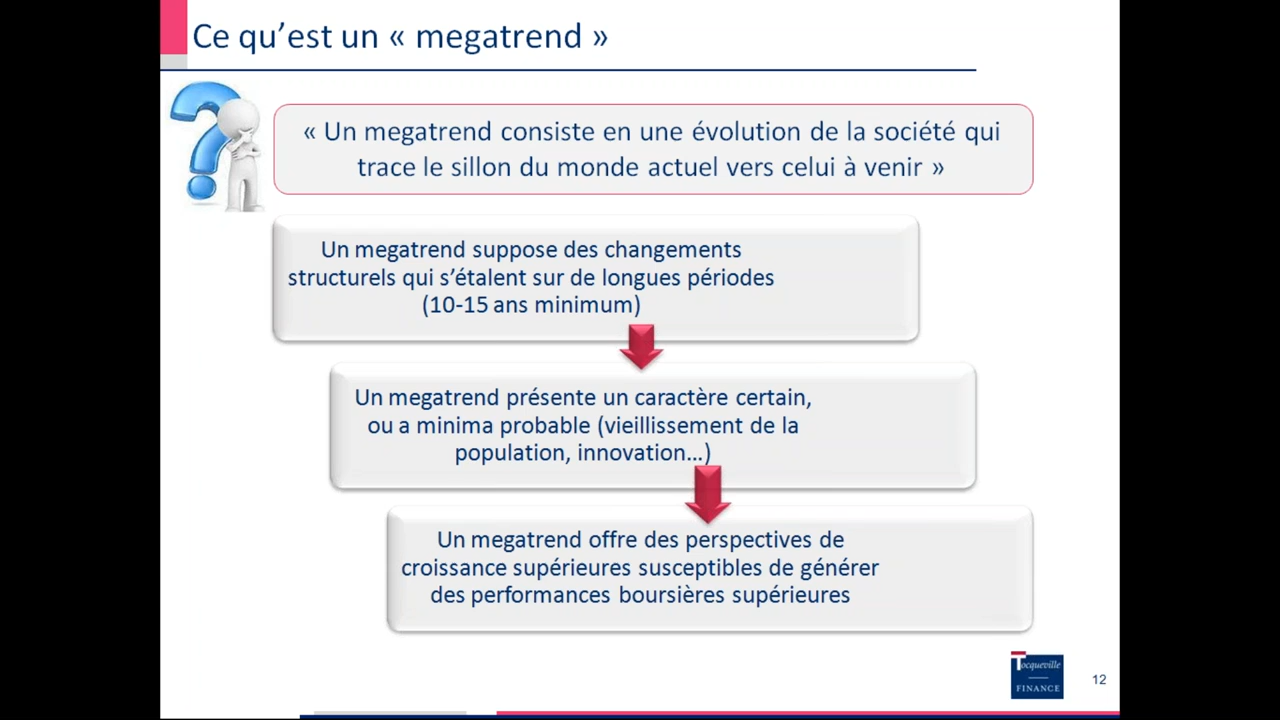 Ce qu’est un « megatrend »
« Un megatrend consiste en une évolution de la société qui
trace le sillon du monde actuel vers celui à venir »
Un megatrend suppose des changements
structurels qui s’étalent sur de longues périodes
(10-15 ans minimum)
Un megatrend présente un caractère certain,
ou a minima probable (vieillissement de la
population, innovation…)
Un megatrend offre des perspectives de
croissance supérieures susceptibles de générer
des performances boursières supérieures
Tocqueville
FINANCE
12